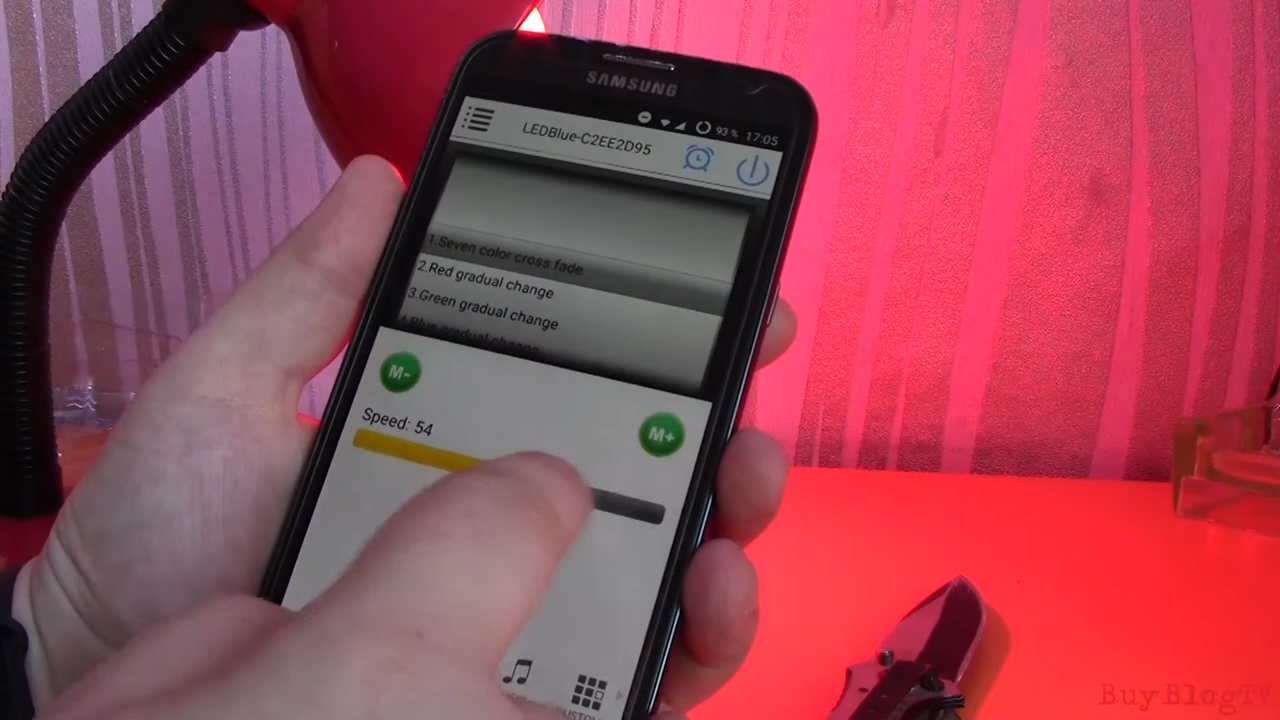 SAMSUNG
93% 17:05
LEDBlue-C2EE2D95
1.Seven color cross fade
2.Red gradual change
3.Green gradual change
4.Blue gradual change
M-
M+
Speed: 54
BuyBlogTV